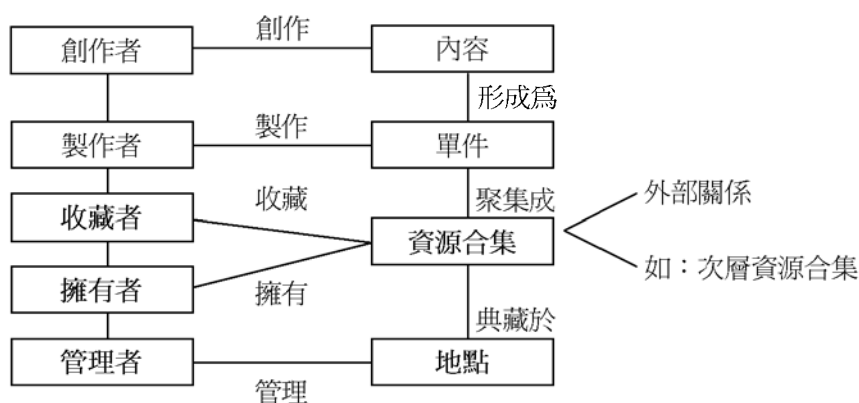 創作者
創作
內容
形成為
製作者
製作
單件
收藏者
收藏
聚集成
外部關係
資源合集
擁有者
擁有
如：次層資源合集
典藏於
管理者
管理
地點